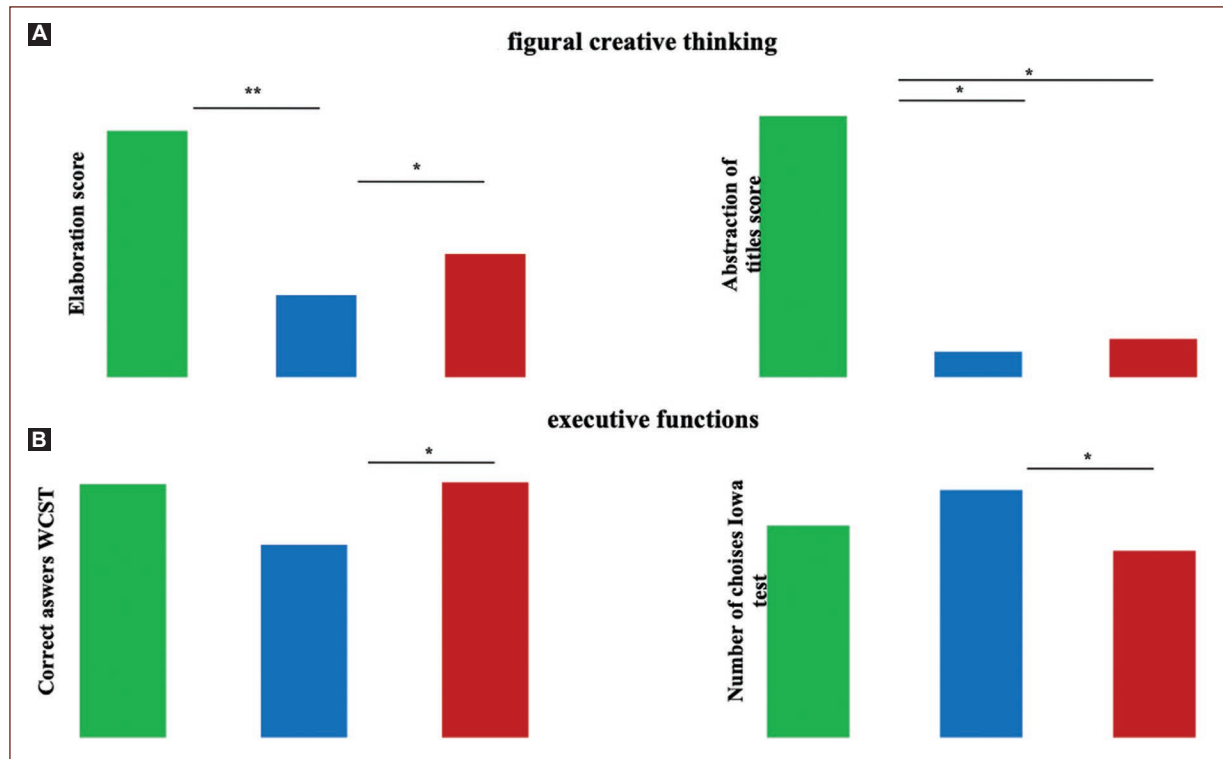 A
figural creative thinking
**
*
*
*
Elaboration score
Abstraction of
titles score
executive functions
B
*
*
Correct aswers WCST
Number of choises Iowa
test